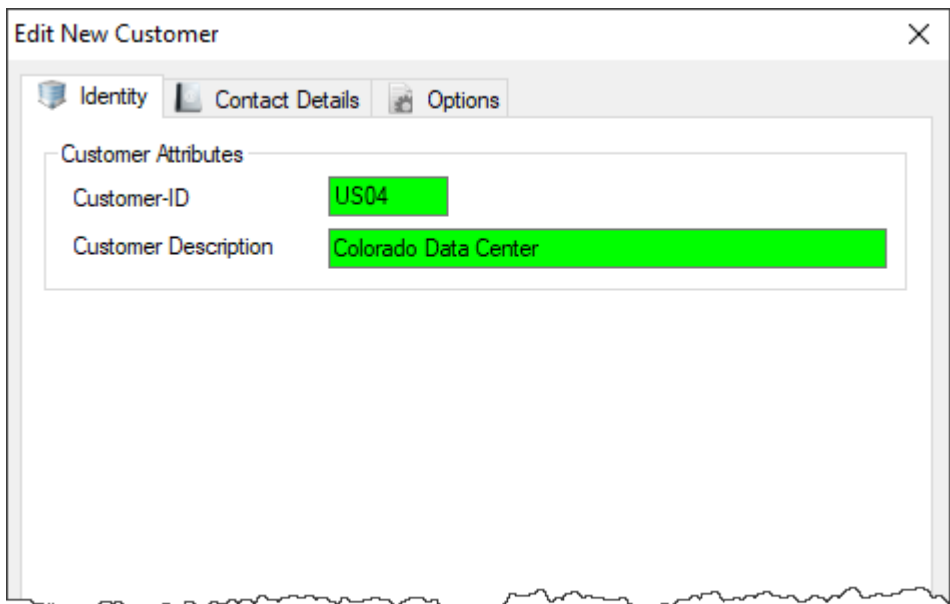 Edit New Customer
Identity Contact Details Options
Customer Attributes
Customer-ID US04
Customer Description Colorado Data Center